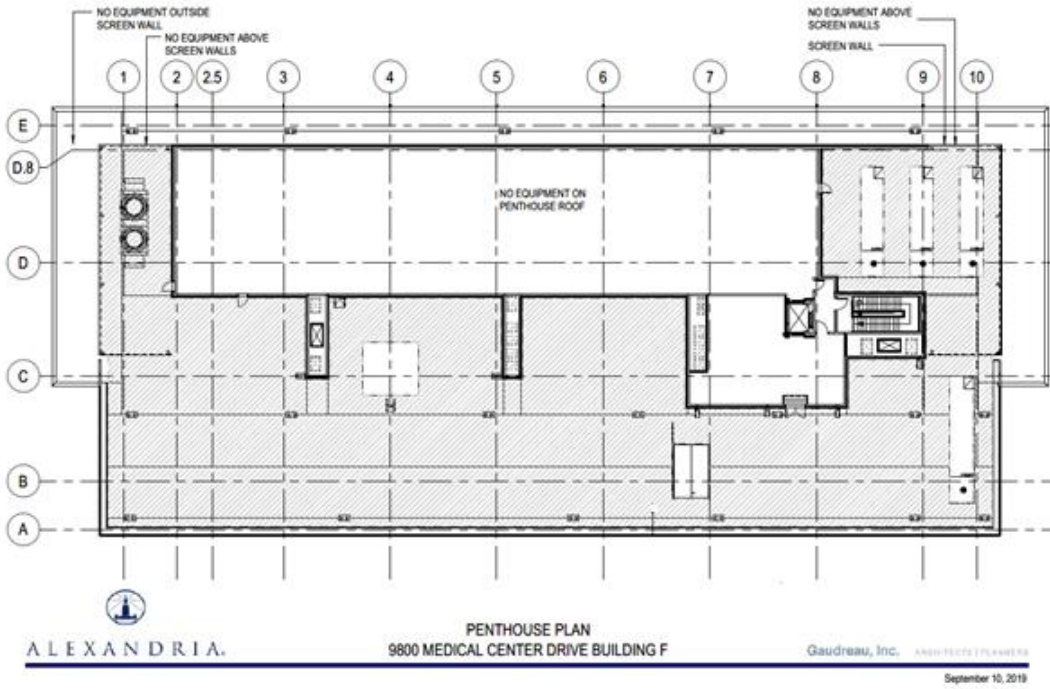 NO EQUIPMENT OUTSIDE
SCREEN WALL
NO EQUIPMENT ABOVE
SCREEN WALLS
NO EQUIPMENT ABOVE
SCREEN WALLS
SCREEN WALL
1 2 2.5 3 4 5 6 7 8 9 10
E
D.8
NO EQUIPMENT ON
PENTHOUSE ROOF
D
C
B
A
ALEXANDRIA.
PENTHOUSE PLAN
9800 MEDICAL CENTER DRIVE BUILDING F
Gaudreau, Inc. ARCHITECTS | PLANNERS
September 10, 2019